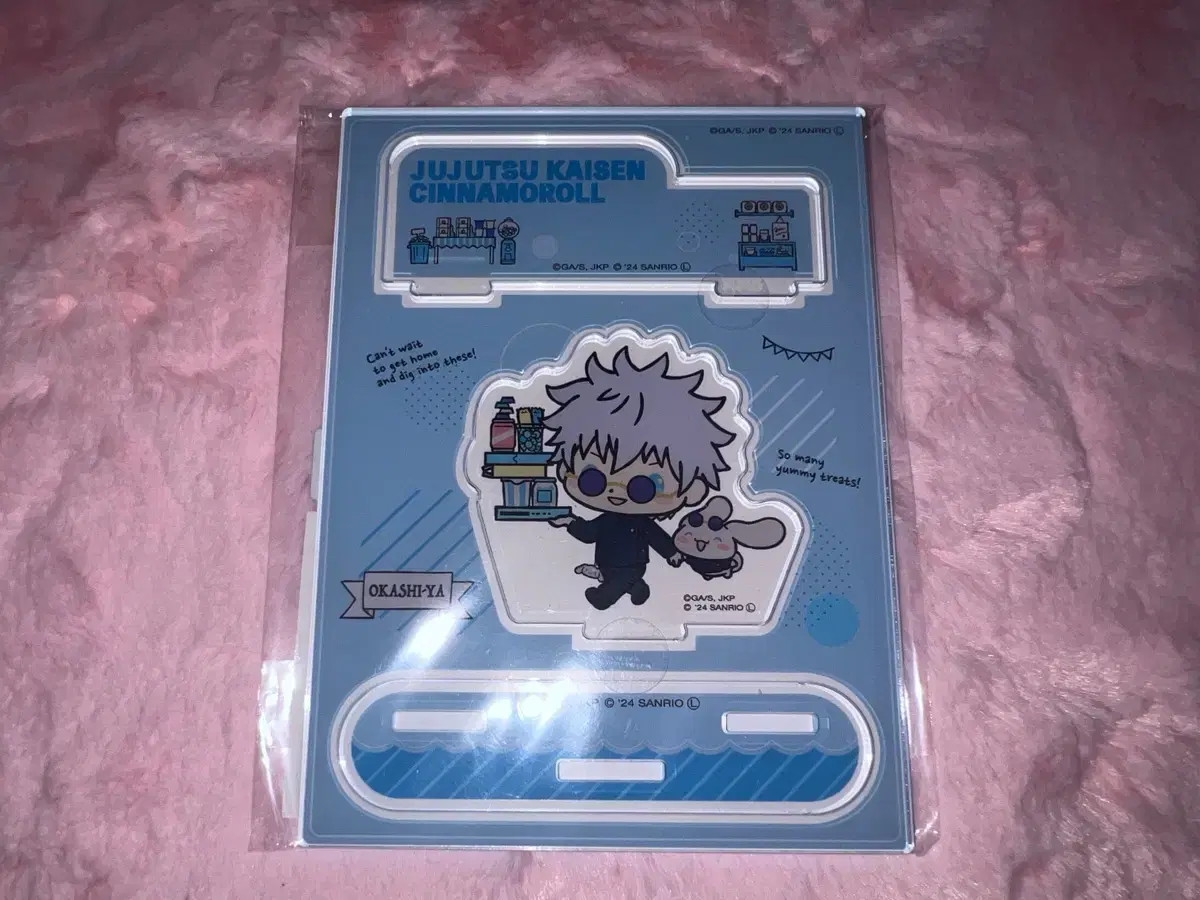 ©GA/S, JKP © '24 SANRIO Ⓛ
JUJUTSU KAISEN
CINNAMOROLL
©GA/S, JKP © '24 SANRIO Ⓛ
Can't wait
to get home
and dig into these!
So many
yummy treats!
OKASHI-YA
©GA/S, JKP
© '24 SANRIO Ⓛ
© '24 SANRIO Ⓛ